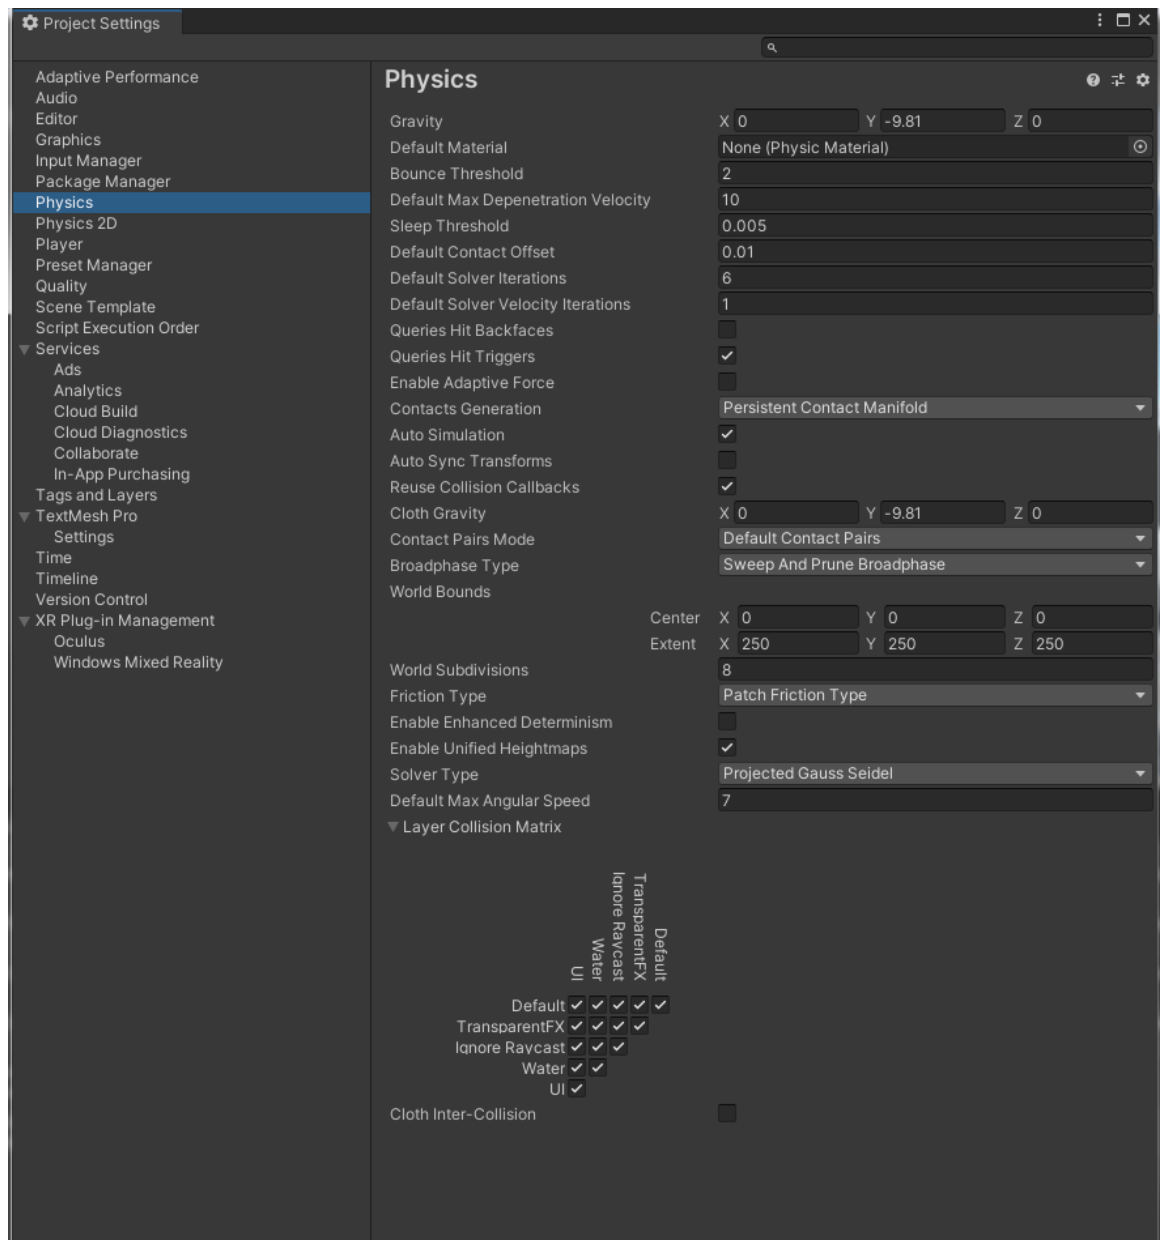 Project Settings
Adaptive Performance
Audio
Editor
Graphics
Input Manager
Package Manager
Physics
Physics 2D
Player
Preset Manager
Quality
Scene Template
Script Execution Order
Services
Ads
Analytics
Cloud Build
Cloud Diagnostics
Collaborate
In-App Purchasing
Tags and Layers
TextMesh Pro
Settings
Time
Timeline
Version Control
XR Plug-in Management
Oculus
Windows Mixed Reality
Physics
Gravity X 0 Y -9.81 Z 0
Default Material None (Physic Material)
Bounce Threshold 2
Default Max Depenetration Velocity 10
Sleep Threshold 0.005
Default Contact Offset 0.01
Default Solver Iterations 6
Default Solver Velocity Iterations 1
Queries Hit Backfaces
Queries Hit Triggers
Enable Adaptive Force
Contacts Generation Persistent Contact Manifold
Auto Simulation
Auto Sync Transforms
Reuse Collision Callbacks
Cloth Gravity X 0 Y -9.81 Z 0
Contact Pairs Mode Default Contact Pairs
Broadphase Type Sweep And Prune Broadphase
World Bounds
Center X 0 Y 0 Z 0
Extent X 250 Y 250 Z 250
World Subdivisions 8
Friction Type Patch Friction Type
Enable Enhanced Determinism
Enable Unified Heightmaps
Solver Type Projected Gauss Seidel
Default Max Angular Speed 7
Layer Collision Matrix
UI
Water
Ignore Raycast
TransparentFX
Default
Default
TransparentFX
Ignore Raycast
Water
UI
Cloth Inter-Collision